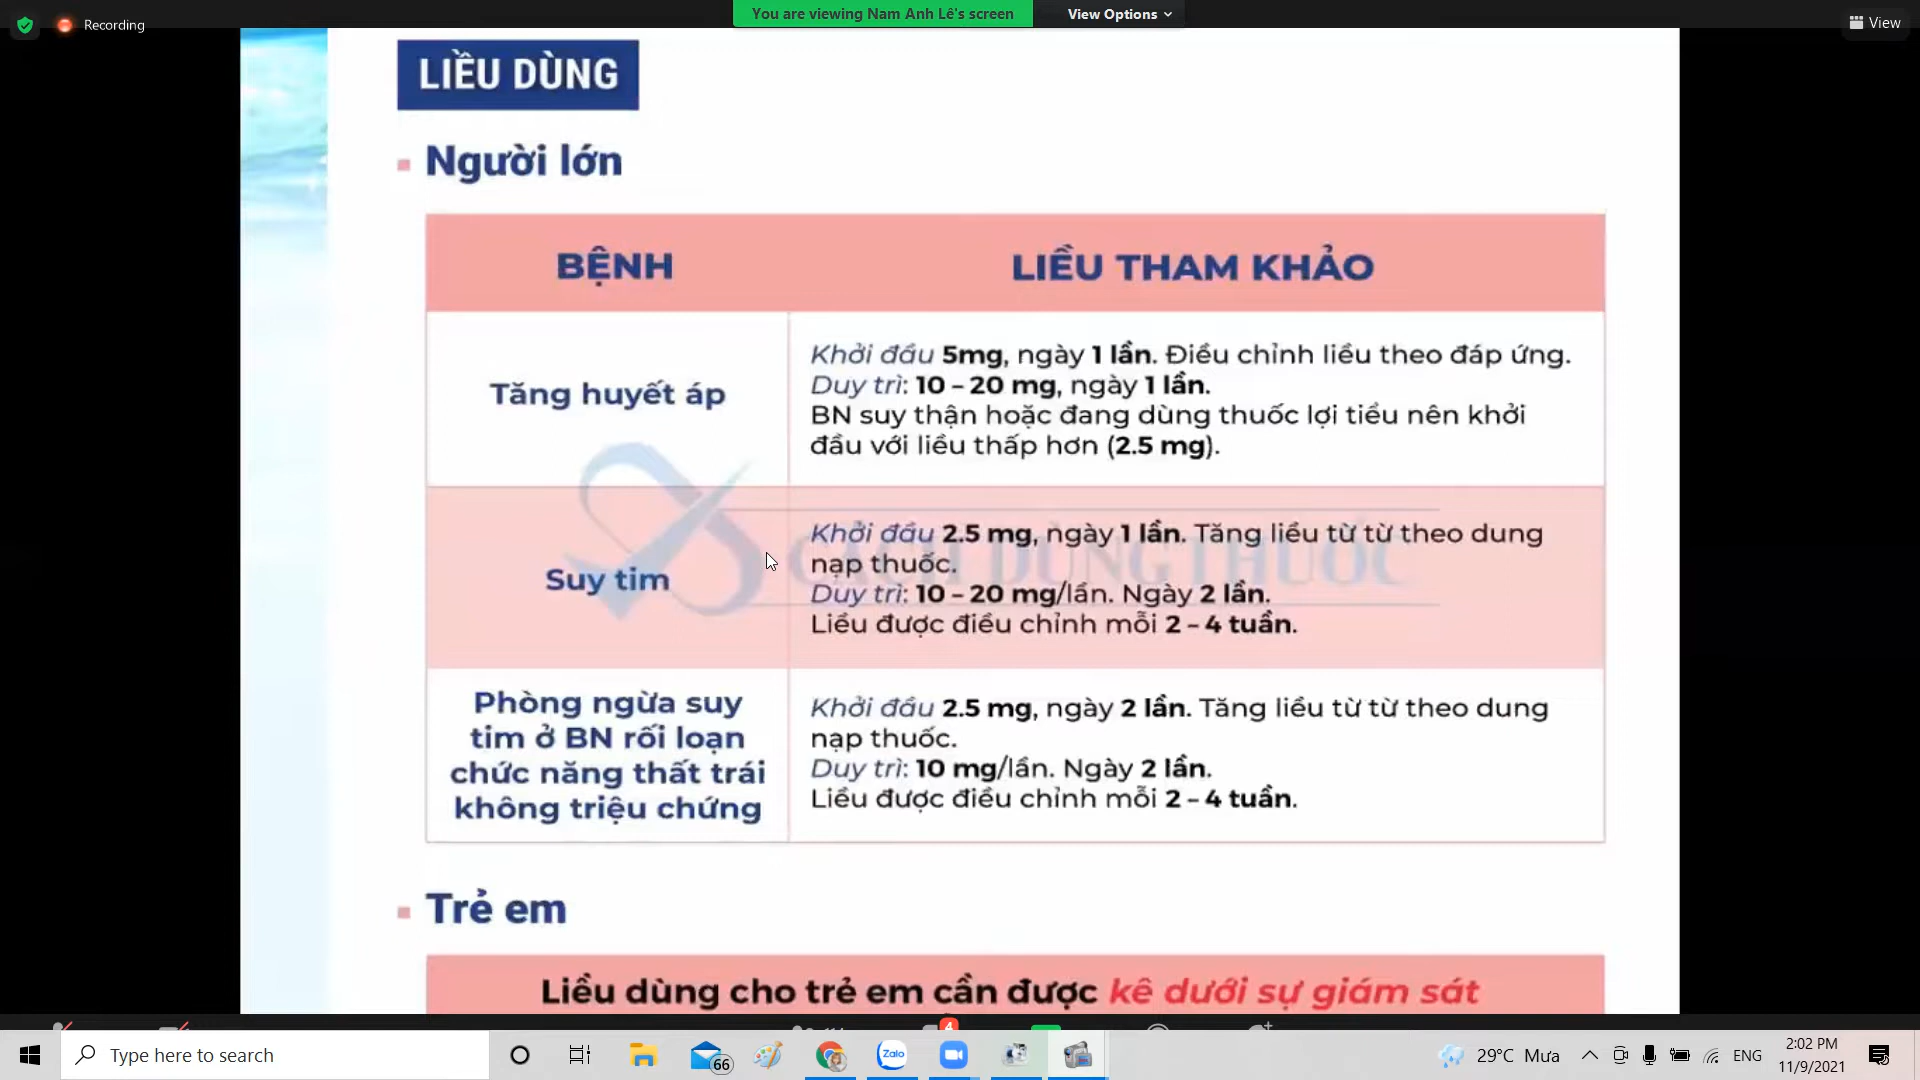 Recording
You are viewing Nam Anh Lê's screen
View Options
View
LIỀU DÙNG
Người lớn
BỆNH
LIỀU THAM KHẢO
Tăng huyết áp
Khởi đầu 5mg, ngày 1 lần. Điều chỉnh liều theo đáp ứng.
Duy trì: 10 – 20 mg, ngày 1 lần.
BN suy thận hoặc đang dùng thuốc lợi tiểu nên khởi
đầu với liều thấp hơn (2.5 mg).
Suy tim
Khởi đầu 2.5 mg, ngày 1 lần. Tăng liều từ từ theo dung
nạp thuốc.
Duy trì: 10 – 20 mg/lần. Ngày 2 lần.
Liều được điều chỉnh mỗi 2 – 4 tuần.
CÁCH DÙNG THUỐC
Phòng ngừa suy
tim ở BN rối loạn
chức năng thất trái
không triệu chứng
Khởi đầu 2.5 mg, ngày 2 lần. Tăng liều từ từ theo dung
nạp thuốc.
Duy trì: 10 mg/lần. Ngày 2 lần.
Liều được điều chỉnh mỗi 2 – 4 tuần.
Trẻ em
Liều dùng cho trẻ em cần được kê dưới sự giám sát
4
Type here to search
66
Zalo
29°C Mưa
ENG
2:02 PM
11/9/2021